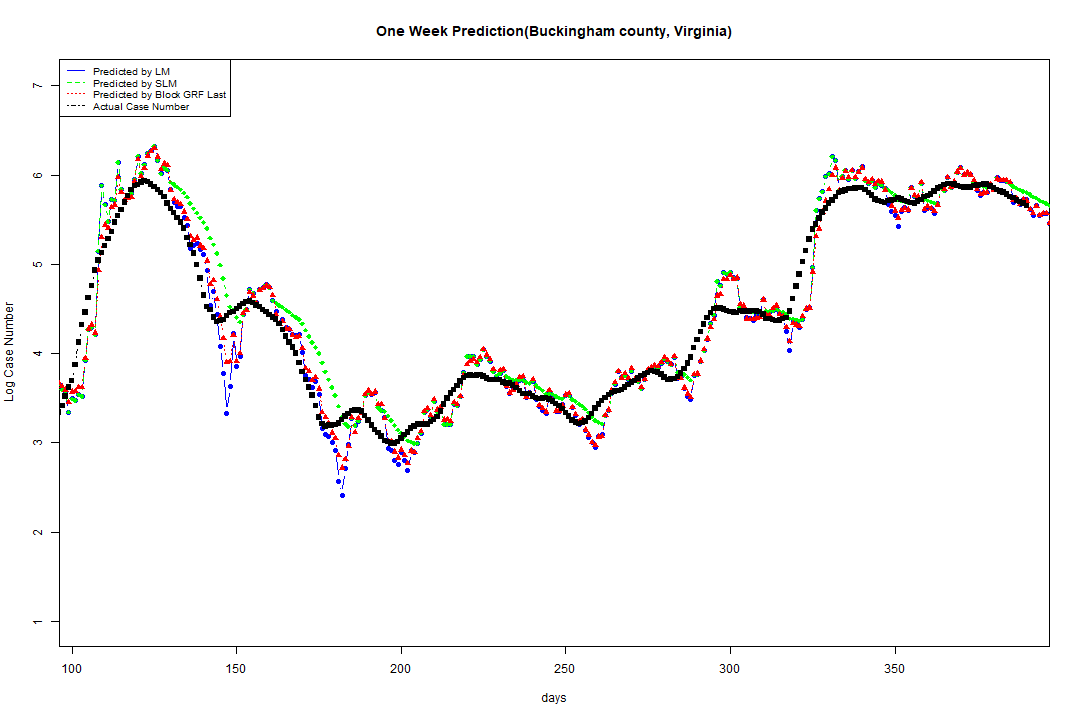 One Week Prediction(Buckingham county, Virginia)
Predicted by LM
Predicted by SLM
Predicted by Block GRF Last
Actual Case Number
7
6
5
4
3
2
1
Log Case Number
100 150 200 250 300 350
days